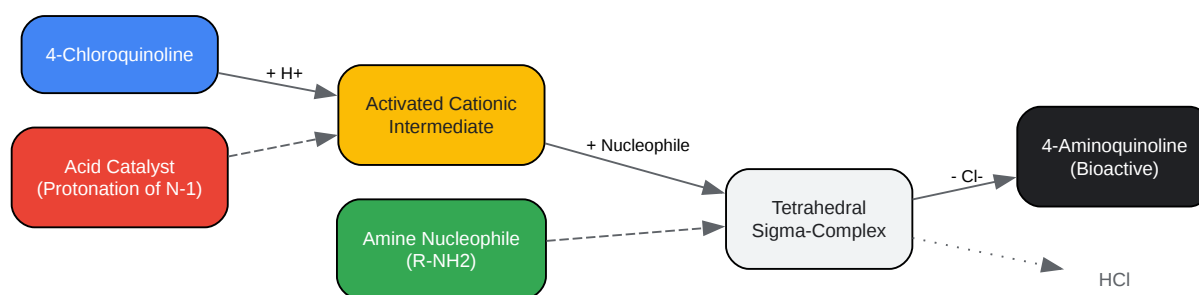 4-Chloroquinoline
+ H+
Acid Catalyst
(Protonation of N-1)
Activated Cationic
Intermediate
+ Nucleophile
Amine Nucleophile
(R-NH2)
Tetrahedral
Sigma-Complex
- Cl-
4-Aminoquinoline
(Bioactive)
HCl